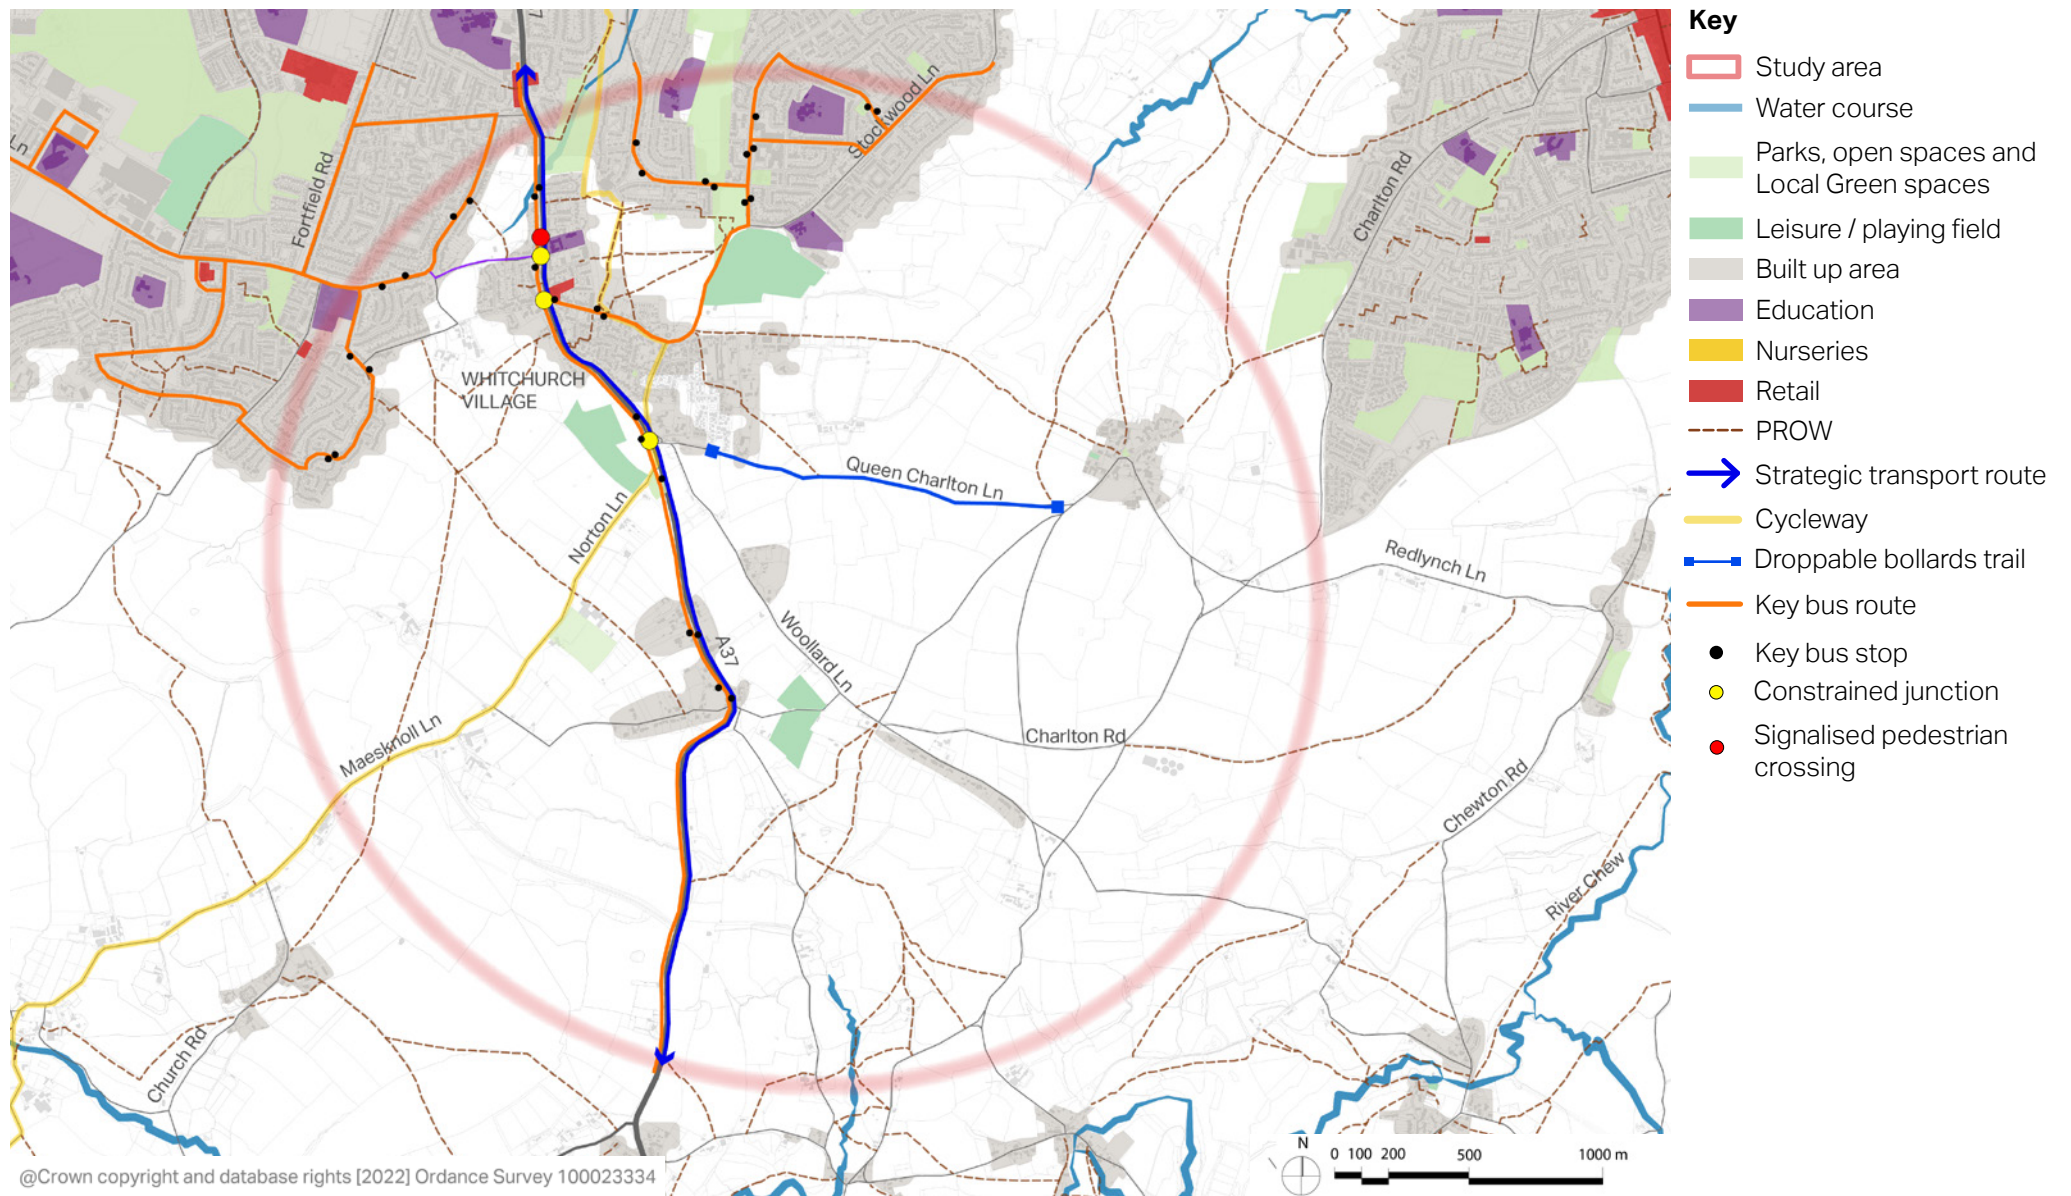 Key
Study area
Water course
Parks, open spaces and
Local Green spaces
Leisure / playing field
Built up area
Education
Nurseries
Retail
PROW
Strategic transport route
Cycleway
Droppable bollards trail
Key bus route
Key bus stop
Constrained junction
Signalised pedestrian
crossing
Ln
Fortfield Rd
Stockwood Ln
Charlton Rd
WHITCHURCH
VILLAGE
Queen Charlton Ln
Norton Ln
Redlynch Ln
Woollard Ln
A37
Maesknoll Ln
Charlton Rd
Chewton Rd
River Chew
Church Rd
N
0 100 200 500 1000 m
@Crown copyright and database rights [2022] Ordance Survey 100023334